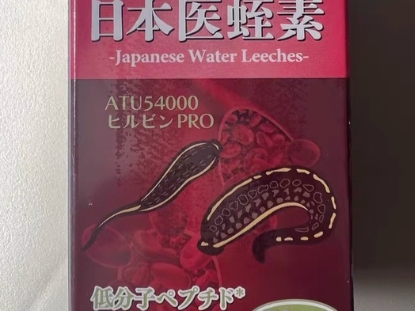 日本医蛭素
-Japanese Water Leeches-
ATU54000
ヒルビンPRO
低分子ペプチド*